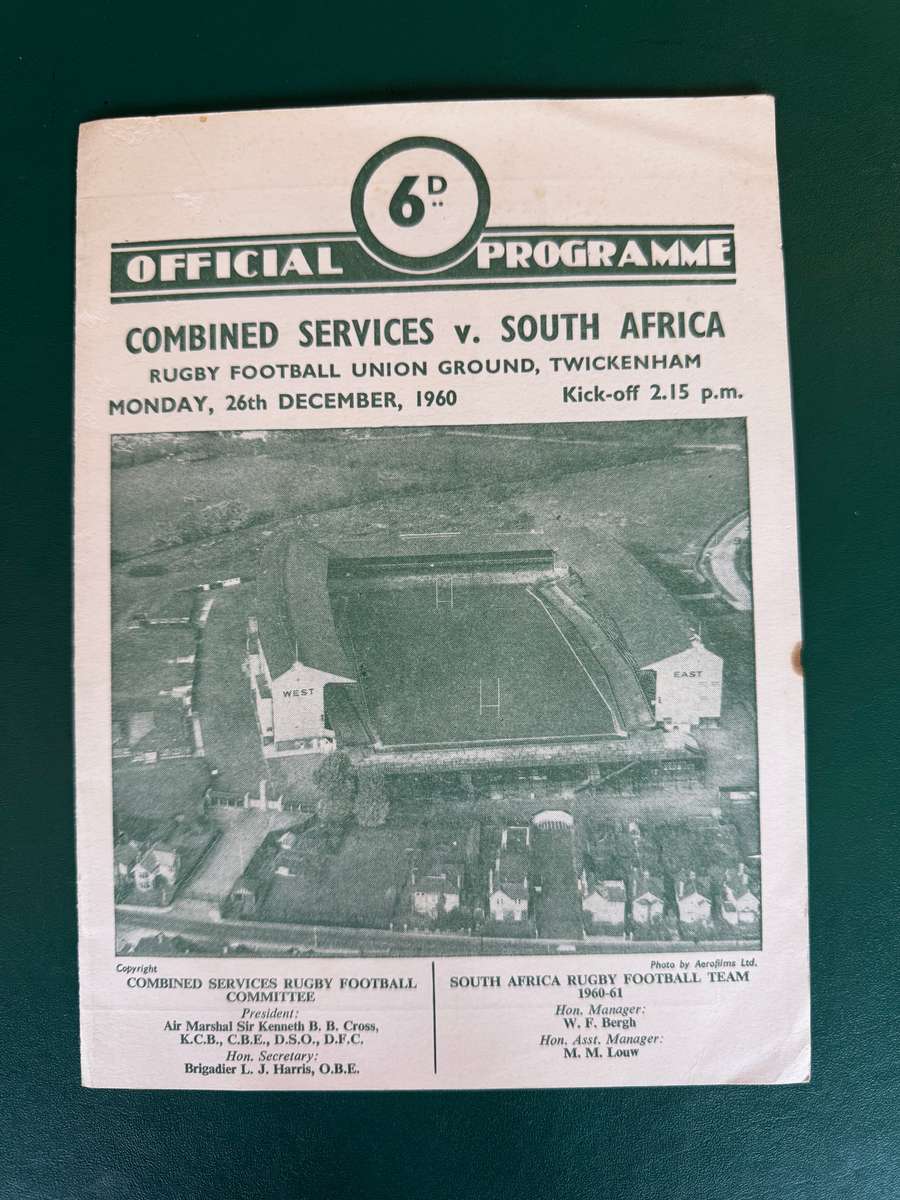 6D
OFFICIAL PROGRAMME
COMBINED SERVICES v. SOUTH AFRICA
RUGBY FOOTBALL UNION GROUND, TWICKENHAM
MONDAY, 26th DECEMBER, 1960 Kick-off 2.15 p.m.
WEST
EAST
Copyright
Photo by Aerofilms Ltd.
COMBINED SERVICES RUGBY FOOTBALL
COMMITTEE
President:
Air Marshal Sir Kenneth B. B. Cross,
K.C.B., C.B.E., D.S.O., D.F.C.
Hon. Secretary:
Brigadier L. J. Harris, O.B.E.
SOUTH AFRICA RUGBY FOOTBALL TEAM
1960-61
Hon. Manager:
W. F. Bergh
Hon. Asst. Manager:
M. M. Louw